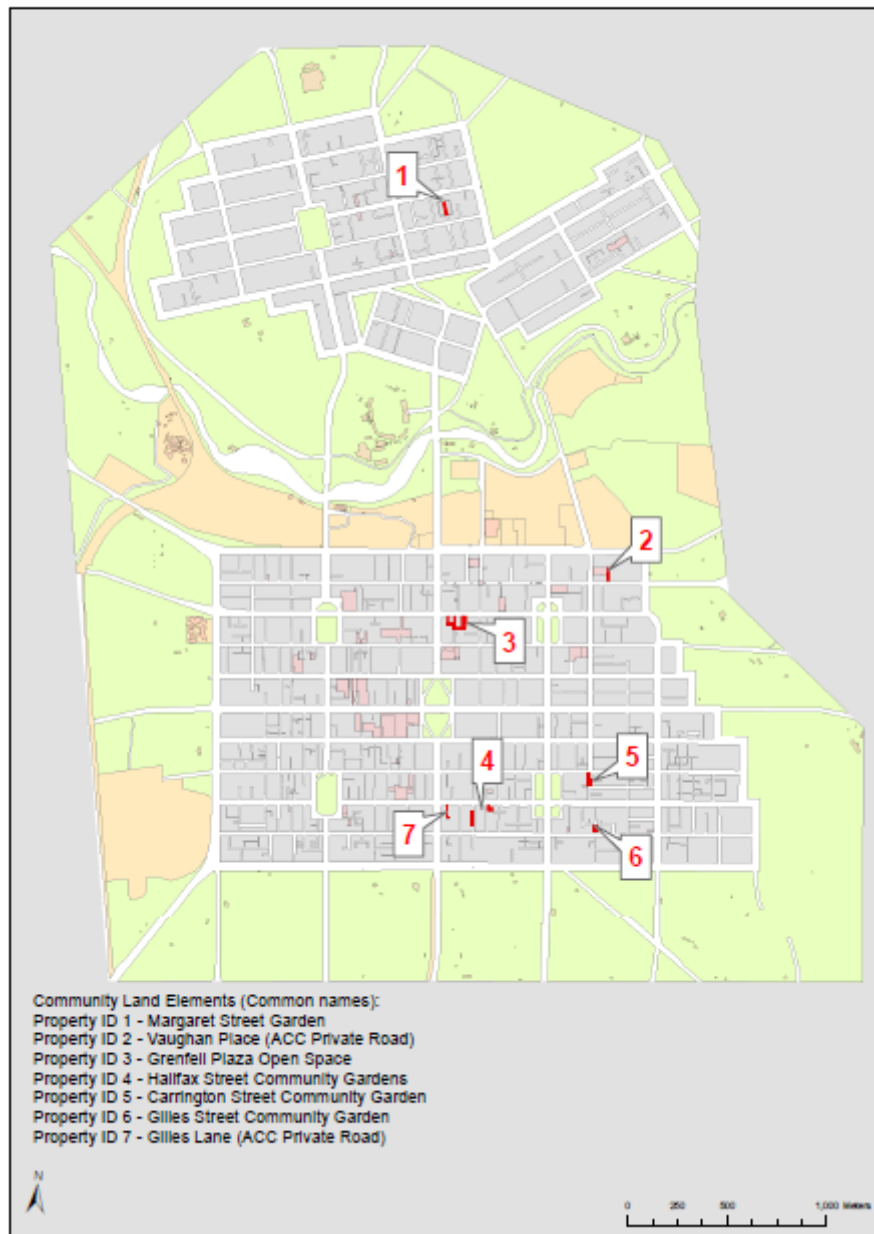 1
2
3
4
5
7
6
Community Land Elements (Common names):
Property ID 1 - Margaret Street Garden
Property ID 2 - Vaughan Place (ACC Private Road)
Property ID 3 - Grenfell Plaza Open Space
Property ID 4 - Halifax Street Community Gardens
Property ID 5 - Carrington Street Community Garden
Property ID 6 - Gilles Street Community Garden
Property ID 7 - Gilles Lane (ACC Private Road)
N
0 250 500 1,000 Meters